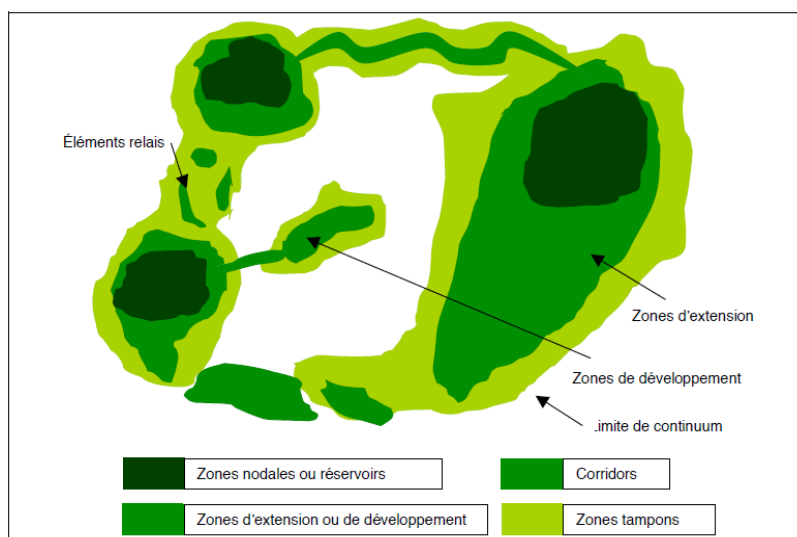 Éléments relais
Zones d'extension
Zones de développement
.imite de continuum
Zones nodales ou réservoirs
Corridors
Zones d'extension ou de développement
Zones tampons